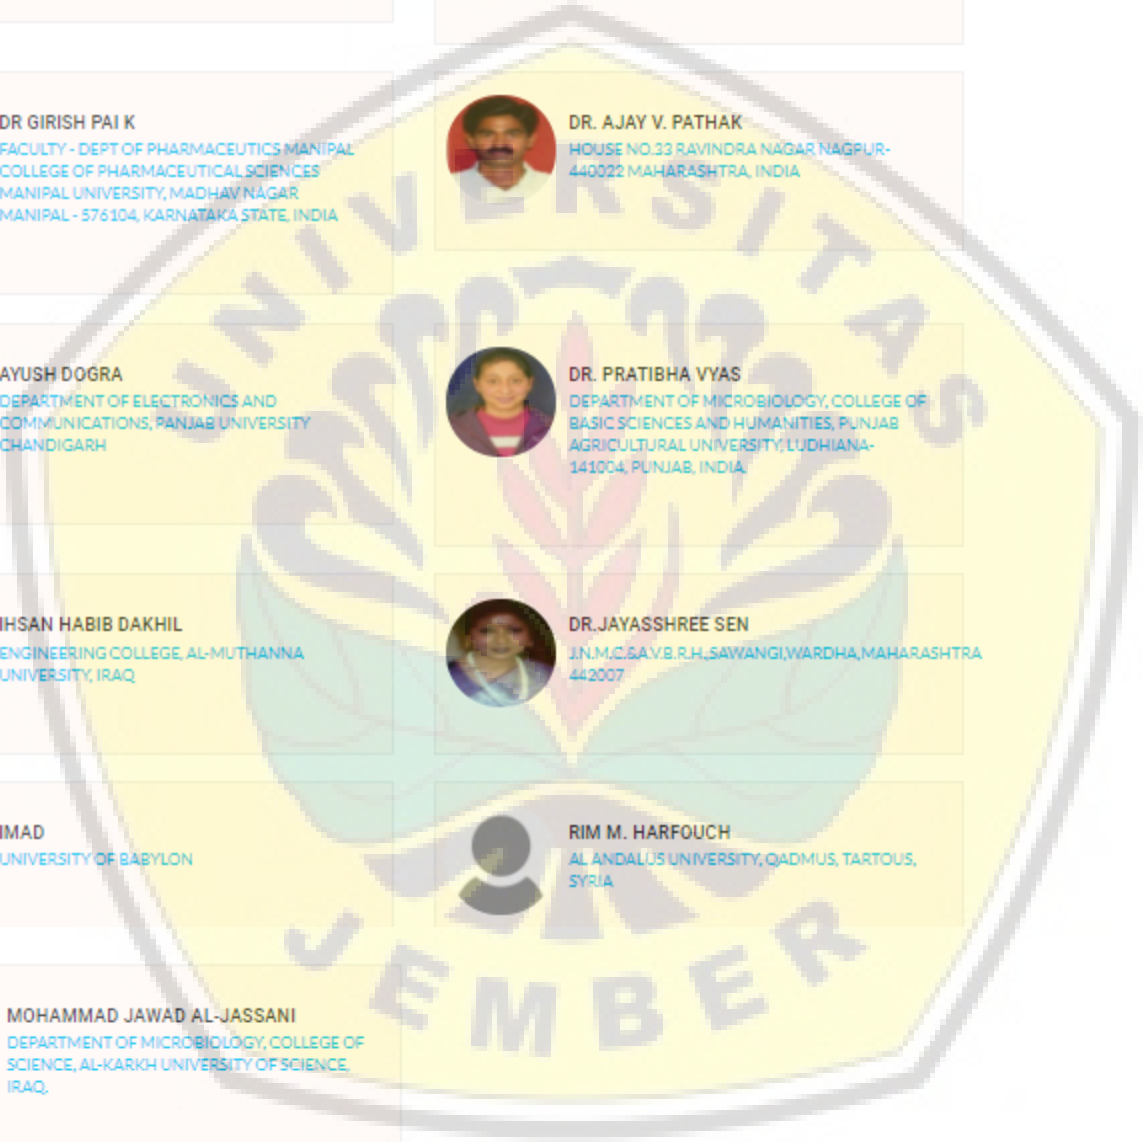 DR GIRISH PAI K
FACULTY - DEPT OF PHARMACEUTICS MANIPAL
COLLEGE OF PHARMACEUTICAL SCIENCES
MANIPAL UNIVERSITY, MADHAV NAGAR
MANIPAL - 576104, KARNATAKA STATE, INDIA
DR. AJAY V. PATHAK
HOUSE NO.33 RAVINDRA NAGAR NAGPUR-
440022 MAHARASHTRA, INDIA
AYUSH DOGRA
DEPARTMENT OF ELECTRONICS AND
COMMUNICATIONS, PANJAB UNIVERSITY
CHANDIGARH
DR. PRATIBHA VYAS
DEPARTMENT OF MICROBIOLOGY, COLLEGE OF
BASIC SCIENCES AND HUMANITIES, PUNJAB
AGRICULTURAL UNIVERSITY, LUDHIANA-
141004, PUNJAB, INDIA.
IHSAN HABIB DAKHIL
ENGINEERING COLLEGE, AL-MUTHANNA
UNIVERSITY, IRAQ
DR.JAYASSHREE SEN
J.N.M.C.&A.V.B.R.H.,SAWANGI,WARDHA,MAHARASHTRA
442007
IMAD
UNIVERSITY OF BABYLON
RIM M. HARFOUCH
AL ANDALUS UNIVERSITY, QADMUS, TARTOUS,
SYRIA
MOHAMMAD JAWAD AL-JASSANI
DEPARTMENT OF MICROBIOLOGY, COLLEGE OF
SCIENCE, AL-KARKH UNIVERSITY OF SCIENCE,
IRAQ.
UNIVERSITAS
JEMBER